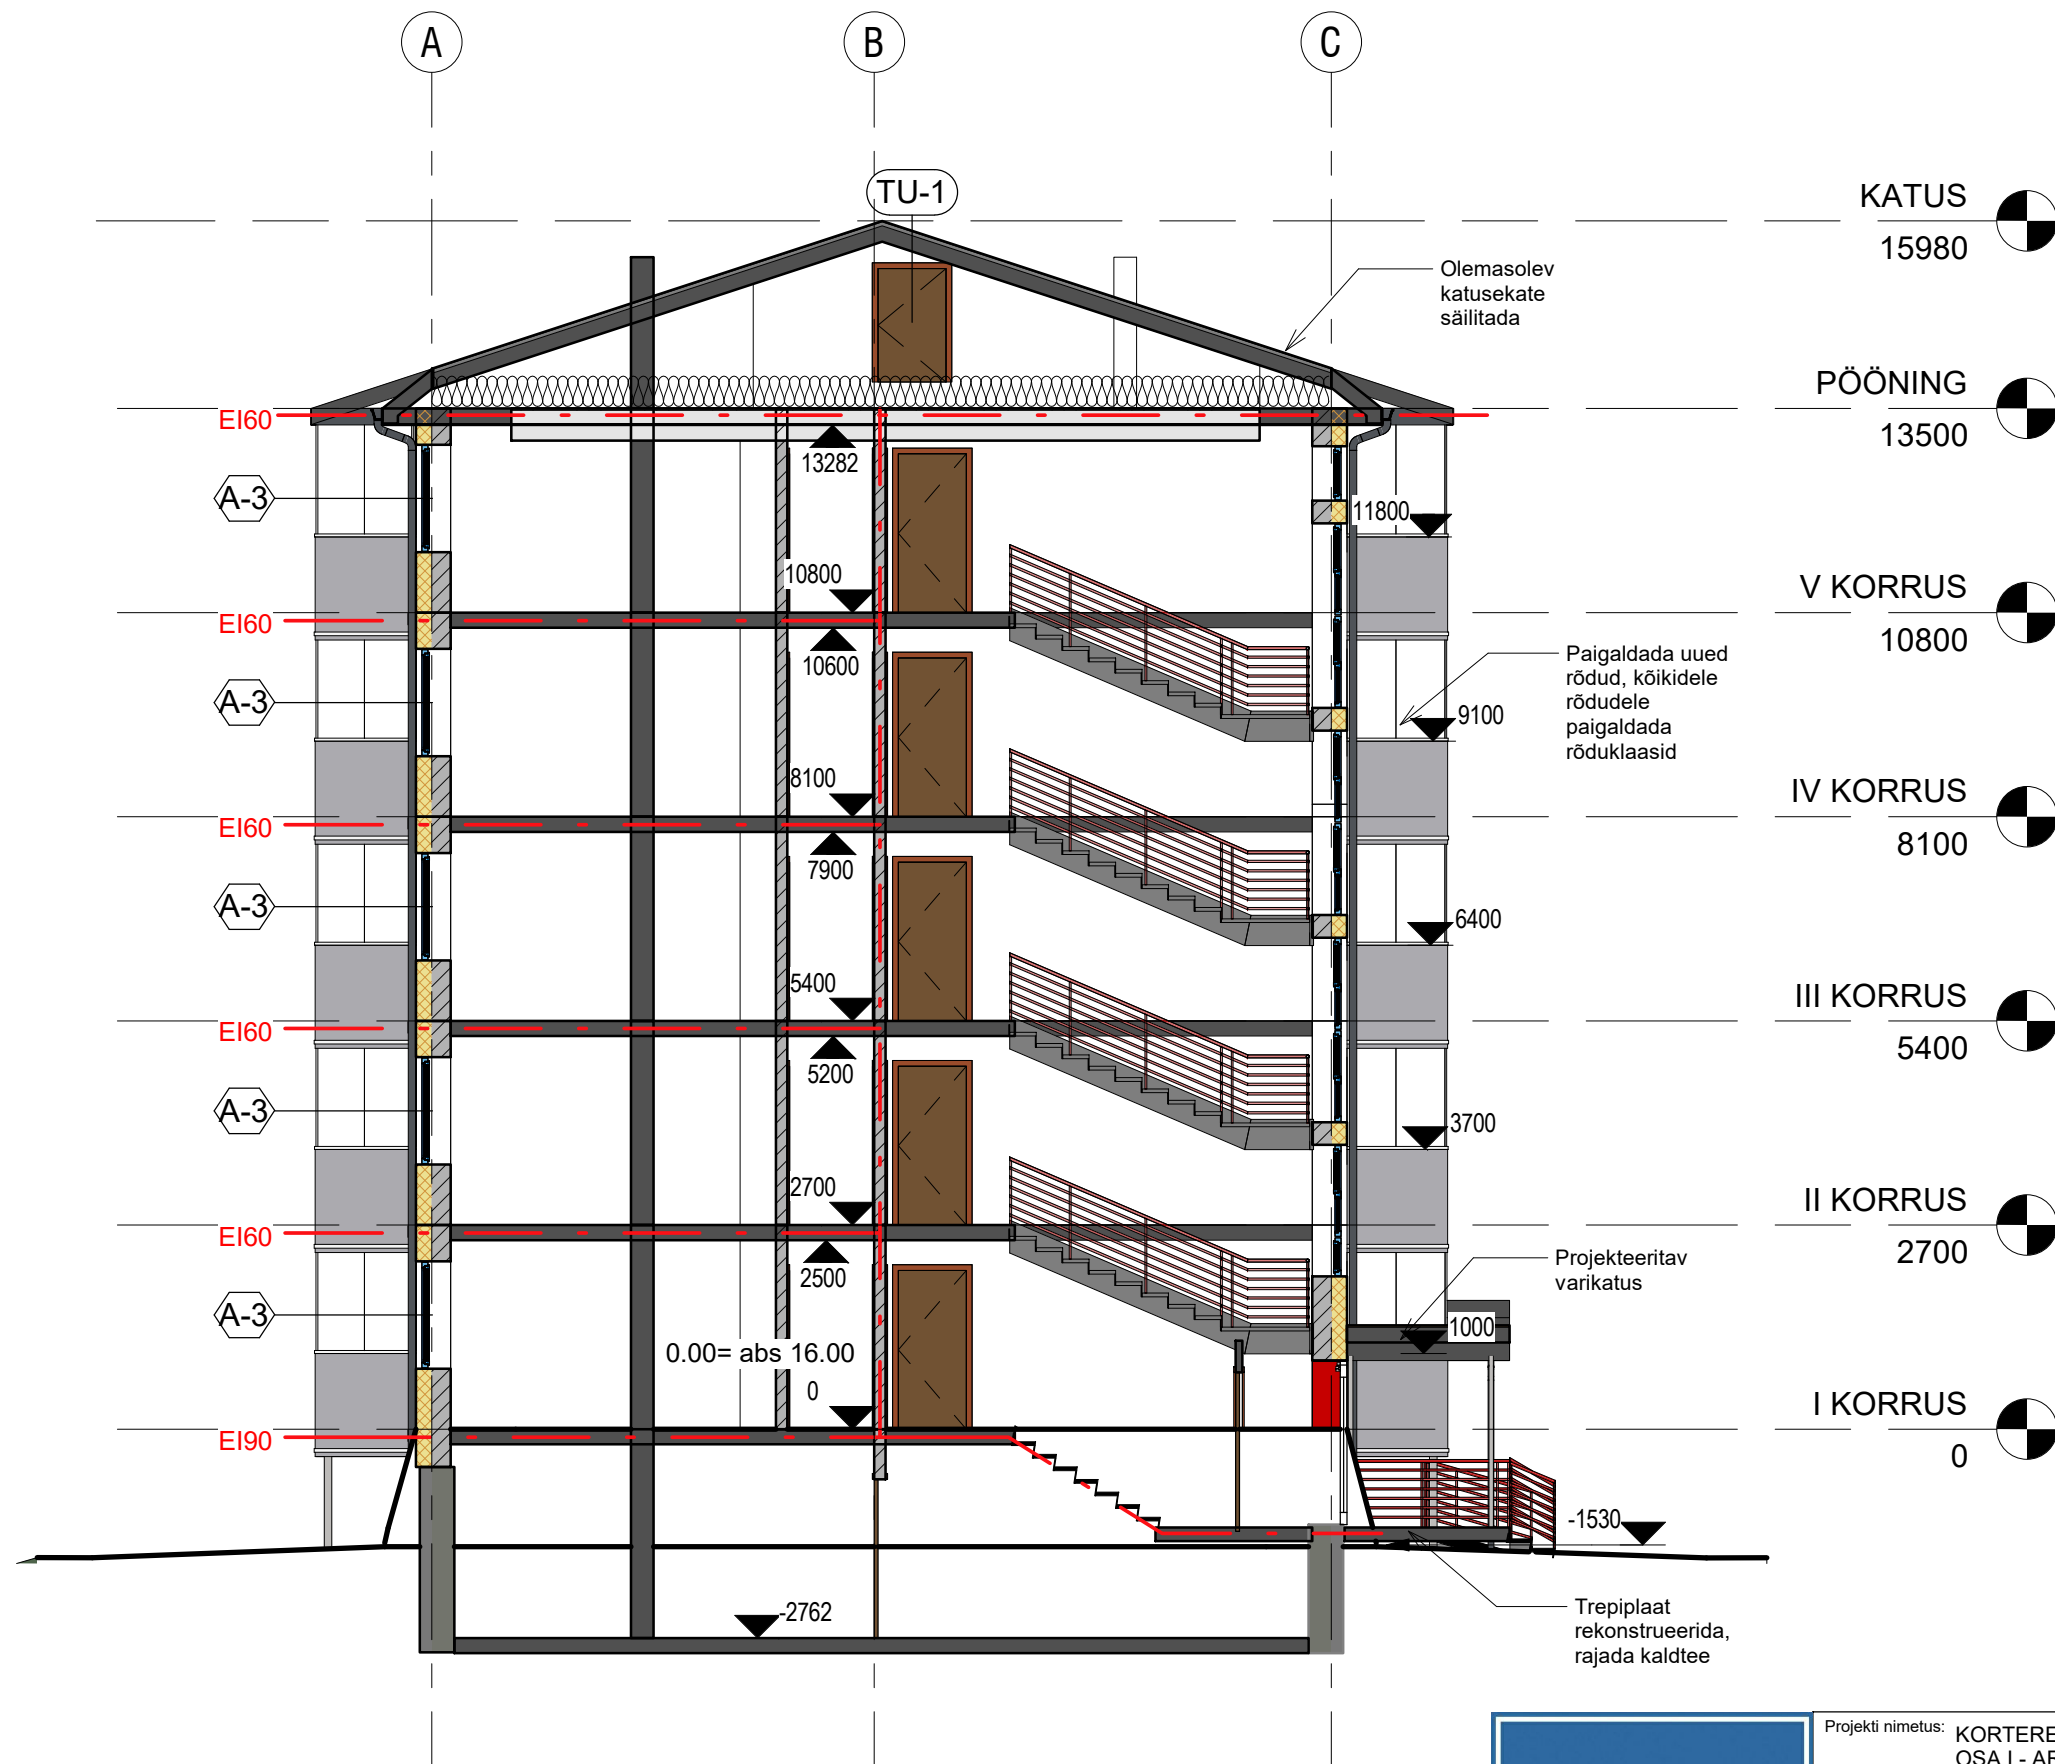 A
B
C
TU-1
KATUS
15980
Olemasolev
katusekate
säilitada
PÖÖNING
13500
EI60
13282
A-3
11800
10800
V KORRUS
10800
EI60
10600
Paigaldada uued
rõdud, kõikidele
rõdudele
paigaldada
rõduklaasid
A-3
9100
8100
IV KORRUS
8100
EI60
7900
A-3
6400
5400
III KORRUS
5400
EI60
5200
A-3
3700
2700
II KORRUS
2700
EI60
2500
Projekteeritav
varikatus
A-3
1000
0.00= abs 16.00
0
I KORRUS
0
EI90
-1530
-2762
Trepiplaat
rekonstrueerida,
rajada kaldtee
Projekti nimetus: